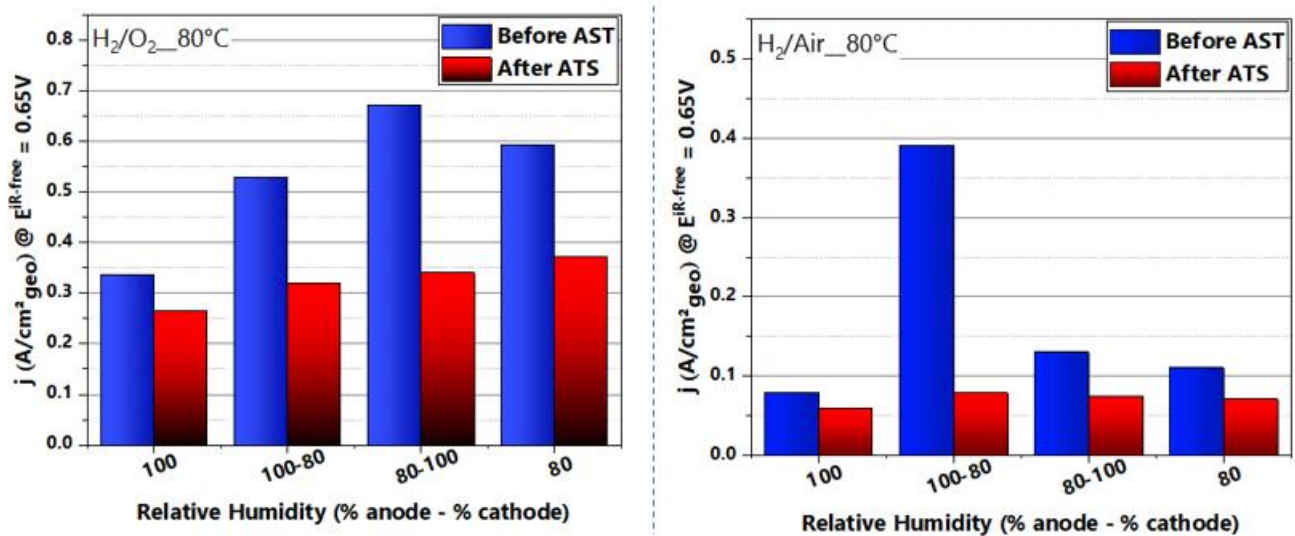 H₂/O₂__80°C
Before AST
After ATS
0.8
0.7
0.6
0.5
0.4
0.3
0.2
0.1
0.0
j (A/cm²geo) @ E^iR-free = 0.65V
100
100-80
80-100
80
Relative Humidity (% anode - % cathode)
H₂/Air__80°C
Before AST
After ATS
0.5
0.4
0.3
0.2
0.1
0.0
j (A/cm²geo) @ E^iR-free = 0.65V
100
100-80
80-100
80
Relative Humidity (% anode - % cathode)